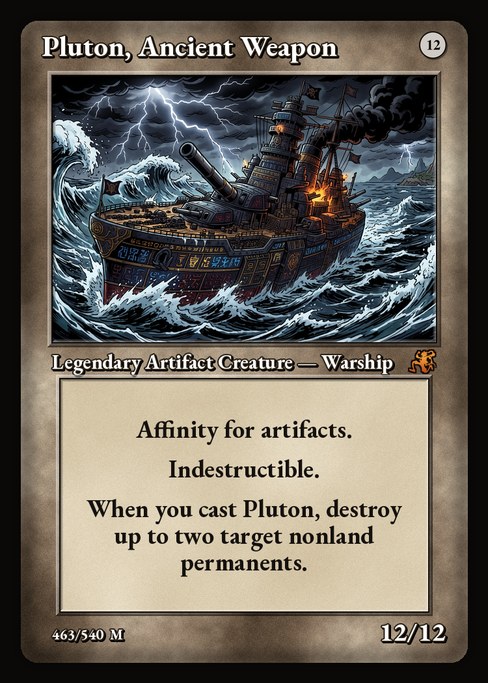 Pluton, Ancient Weapon
12
Legendary Artifact Creature — Warship
Affinity for artifacts.
Indestructible.
When you cast Pluton, destroy
up to two target nonland
permanents.
463/540 M
12/12